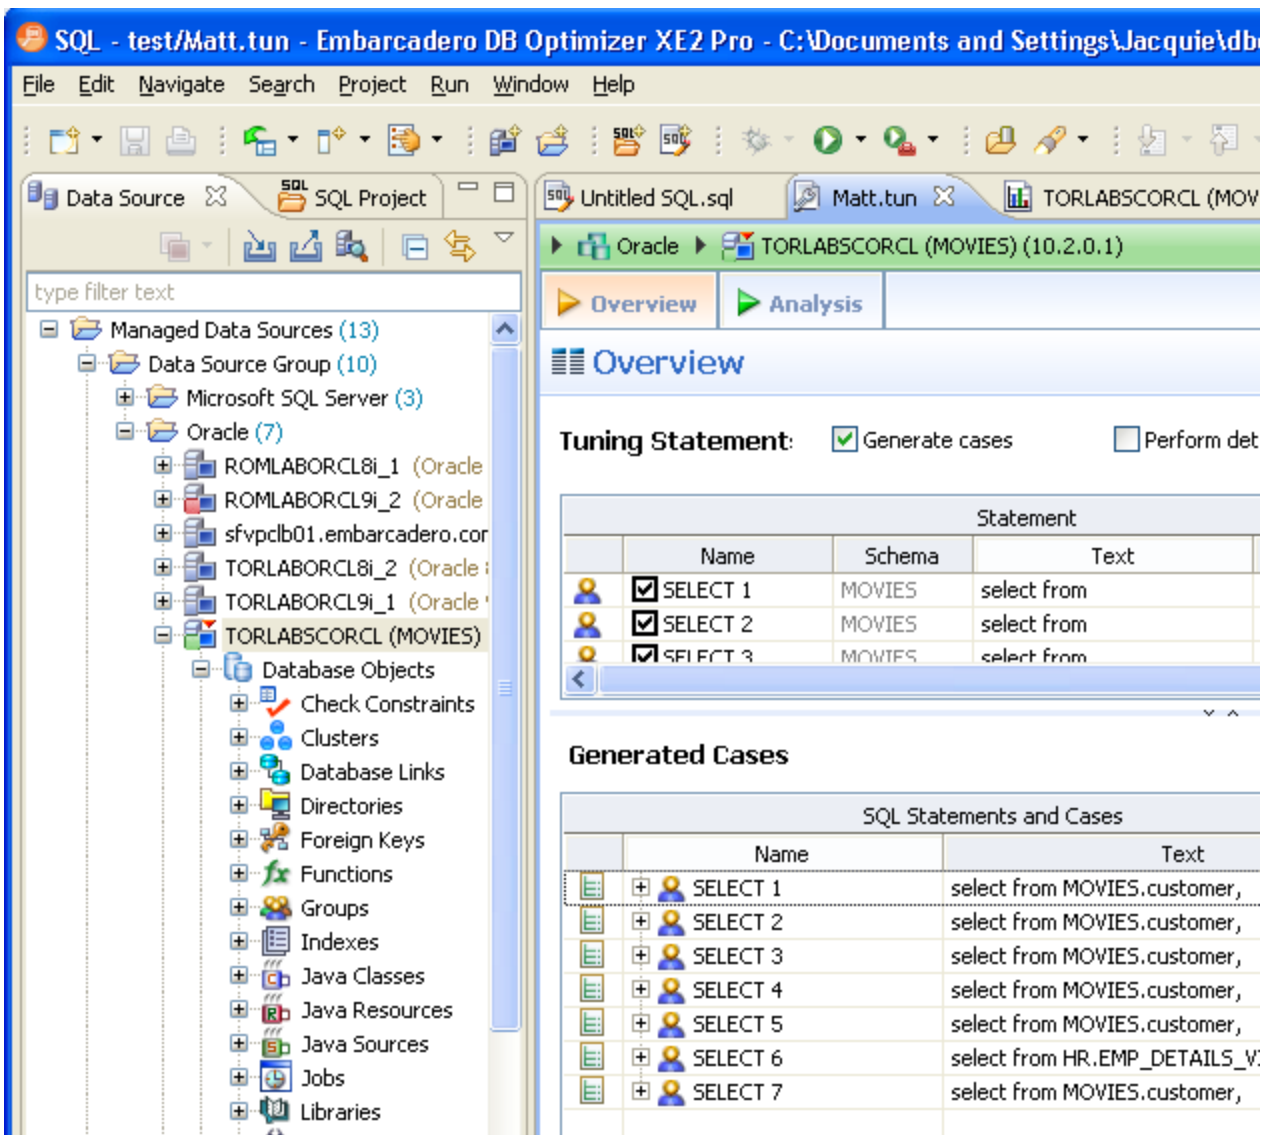 SQL - test/Matt.tun - Embarcadero DB Optimizer XE2 Pro - C:\Documents and Settings\Jacquie\db
File Edit Navigate Search Project Run Window Help
Data Source SQL Project
type filter text
Managed Data Sources (13)
Data Source Group (10)
Microsoft SQL Server (3)
Oracle (7)
ROMLABORCL8i_1 (Oracle
ROMLABORCL9i_2 (Oracle
sfvpclb01.embarcadero.cor
TORLABORCL8i_2 (Oracle
TORLABORCL9i_1 (Oracle
TORLABSCORCL (MOVIES)
Database Objects
Check Constraints
Clusters
Database Links
Directories
Foreign Keys
Functions
Groups
Indexes
Java Classes
Java Resources
Java Sources
Jobs
Libraries
Untitled SQL.sql Matt.tun TORLABSCORCL (MOV
Oracle TORLABSCORCL (MOVIES) (10.2.0.1)
Overview Analysis
Overview
Tuning Statement: Generate cases Perform det
Statement
Name Schema Text
SELECT 1 MOVIES select from
SELECT 2 MOVIES select from
SELECT 3 MOVIES select from
Generated Cases
SQL Statements and Cases
Name Text
SELECT 1 select from MOVIES.customer,
SELECT 2 select from MOVIES.customer,
SELECT 3 select from MOVIES.customer,
SELECT 4 select from MOVIES.customer,
SELECT 5 select from MOVIES.customer,
SELECT 6 select from HR.EMP_DETAILS_V
SELECT 7 select from MOVIES.customer,